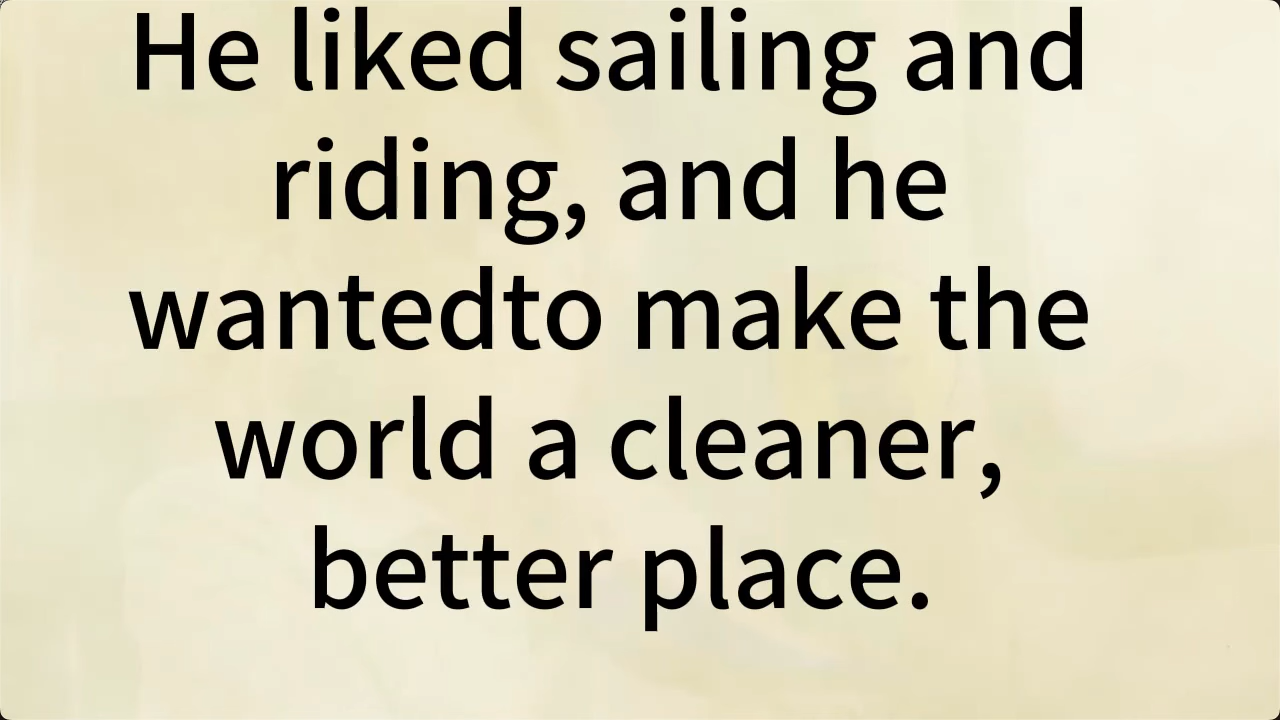 He liked sailing and
riding, and he
wantedto make the
world a cleaner,
better place.